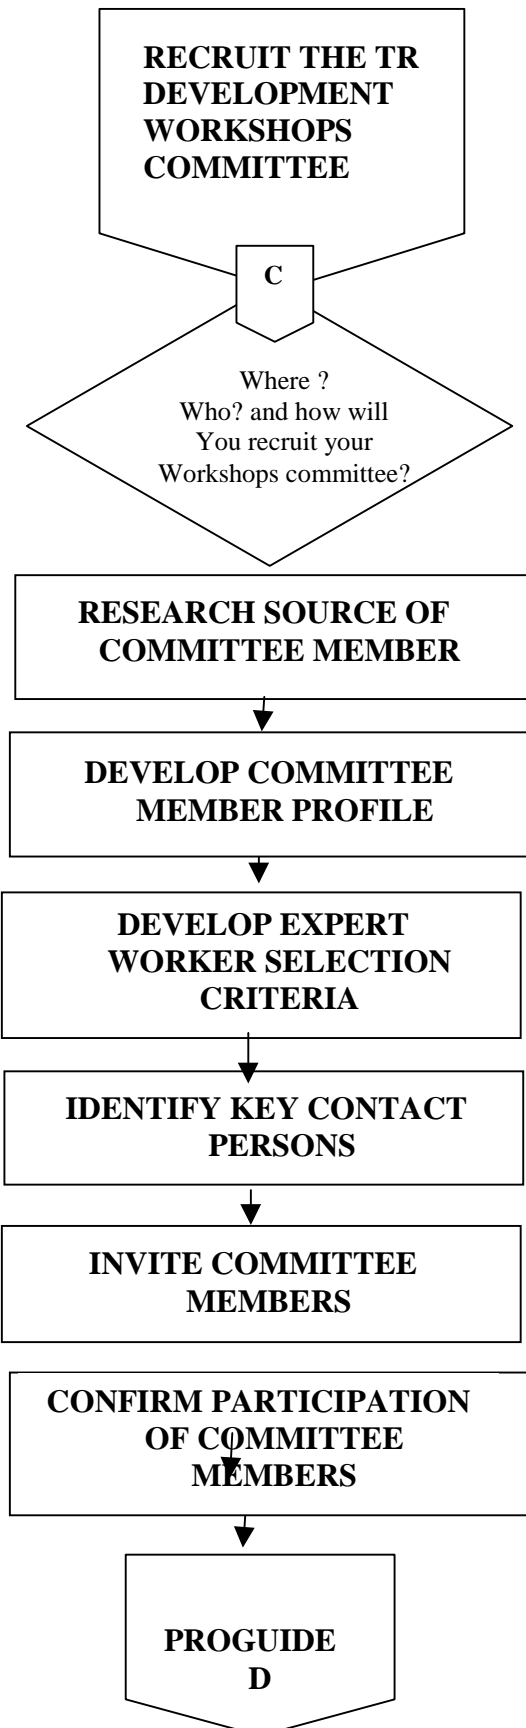 RECRUIT THE TR
DEVELOPMENT
WORKSHOPS
COMMITTEE
C
Where ?
Who? and how will
You recruit your
Workshops committee?
RESEARCH SOURCE OF
COMMITTEE MEMBER
DEVELOP COMMITTEE
MEMBER PROFILE
DEVELOP EXPERT
WORKER SELECTION
CRITERIA
IDENTIFY KEY CONTACT
PERSONS
INVITE COMMITTEE
MEMBERS
CONFIRM PARTICIPATION
OF COMMITTEE
MEMBERS
PROGUIDE
D